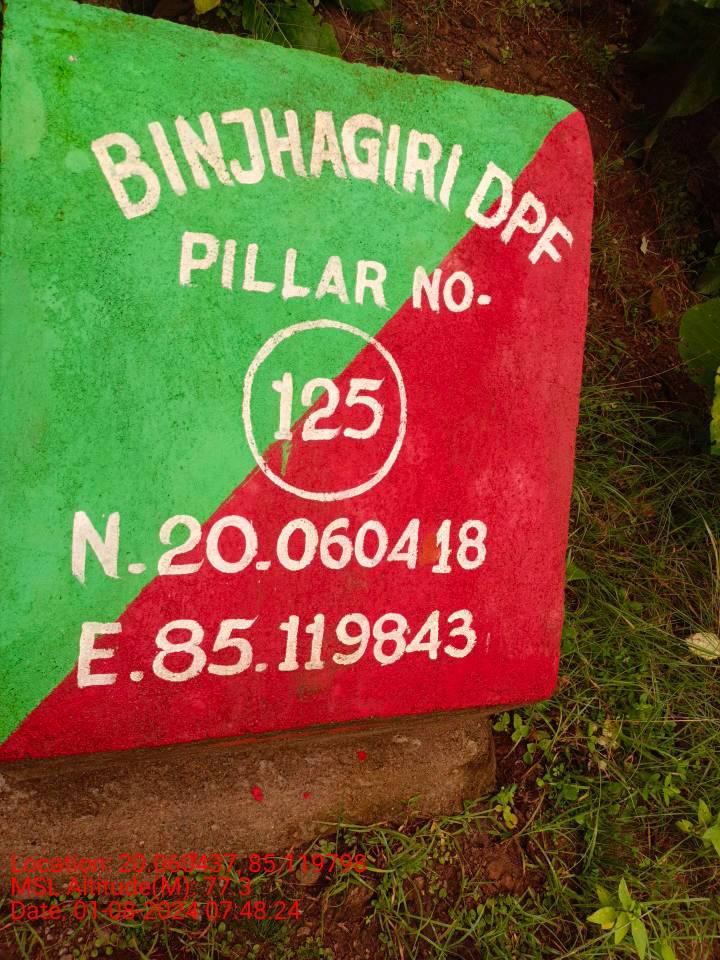 BINJHAGIRI DPF
PILLAR NO-
125
N.20.060418
E.85.119843
Location: 20.060437, 85.119798
MSL Altitude(M): 77.3
Date: 01-08-2024 07:48:24